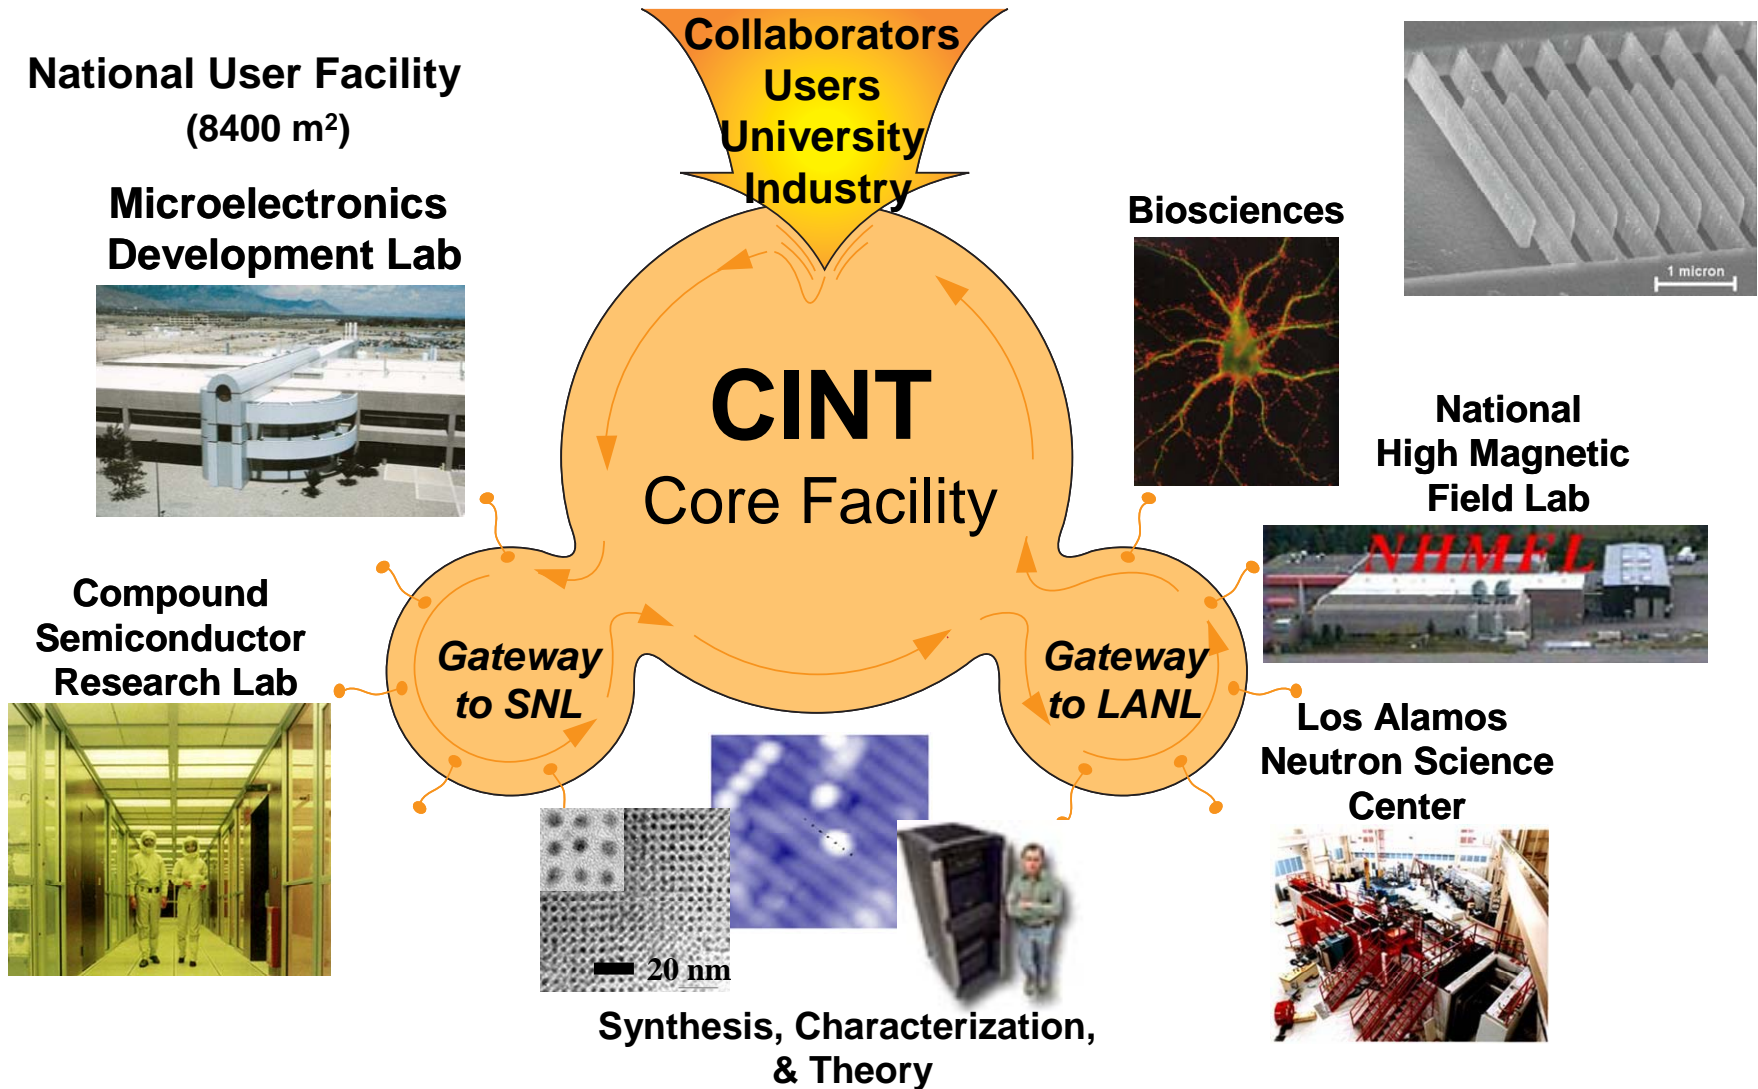 National User Facility
(8400 m²)
Collaborators
Users
University
Industry
Microelectronics
Development Lab
Biosciences
1 micron
CINT
Core Facility
National
High Magnetic
Field Lab
NHMFL
Compound
Semiconductor
Research Lab
Gateway
to SNL
Gateway
to LANL
Los Alamos
Neutron Science
Center
20 nm
Synthesis, Characterization,
& Theory